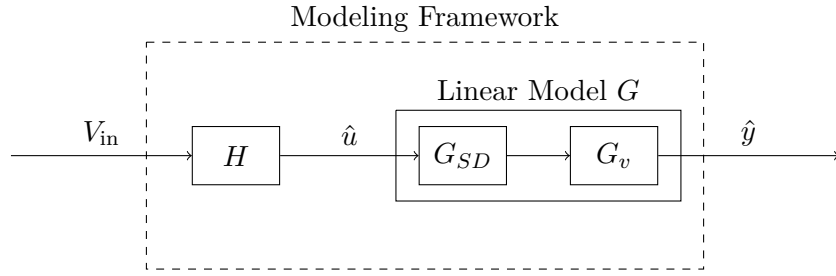 Modeling Framework
Linear Model G
V_in
û
ŷ
H
G_SD
G_v